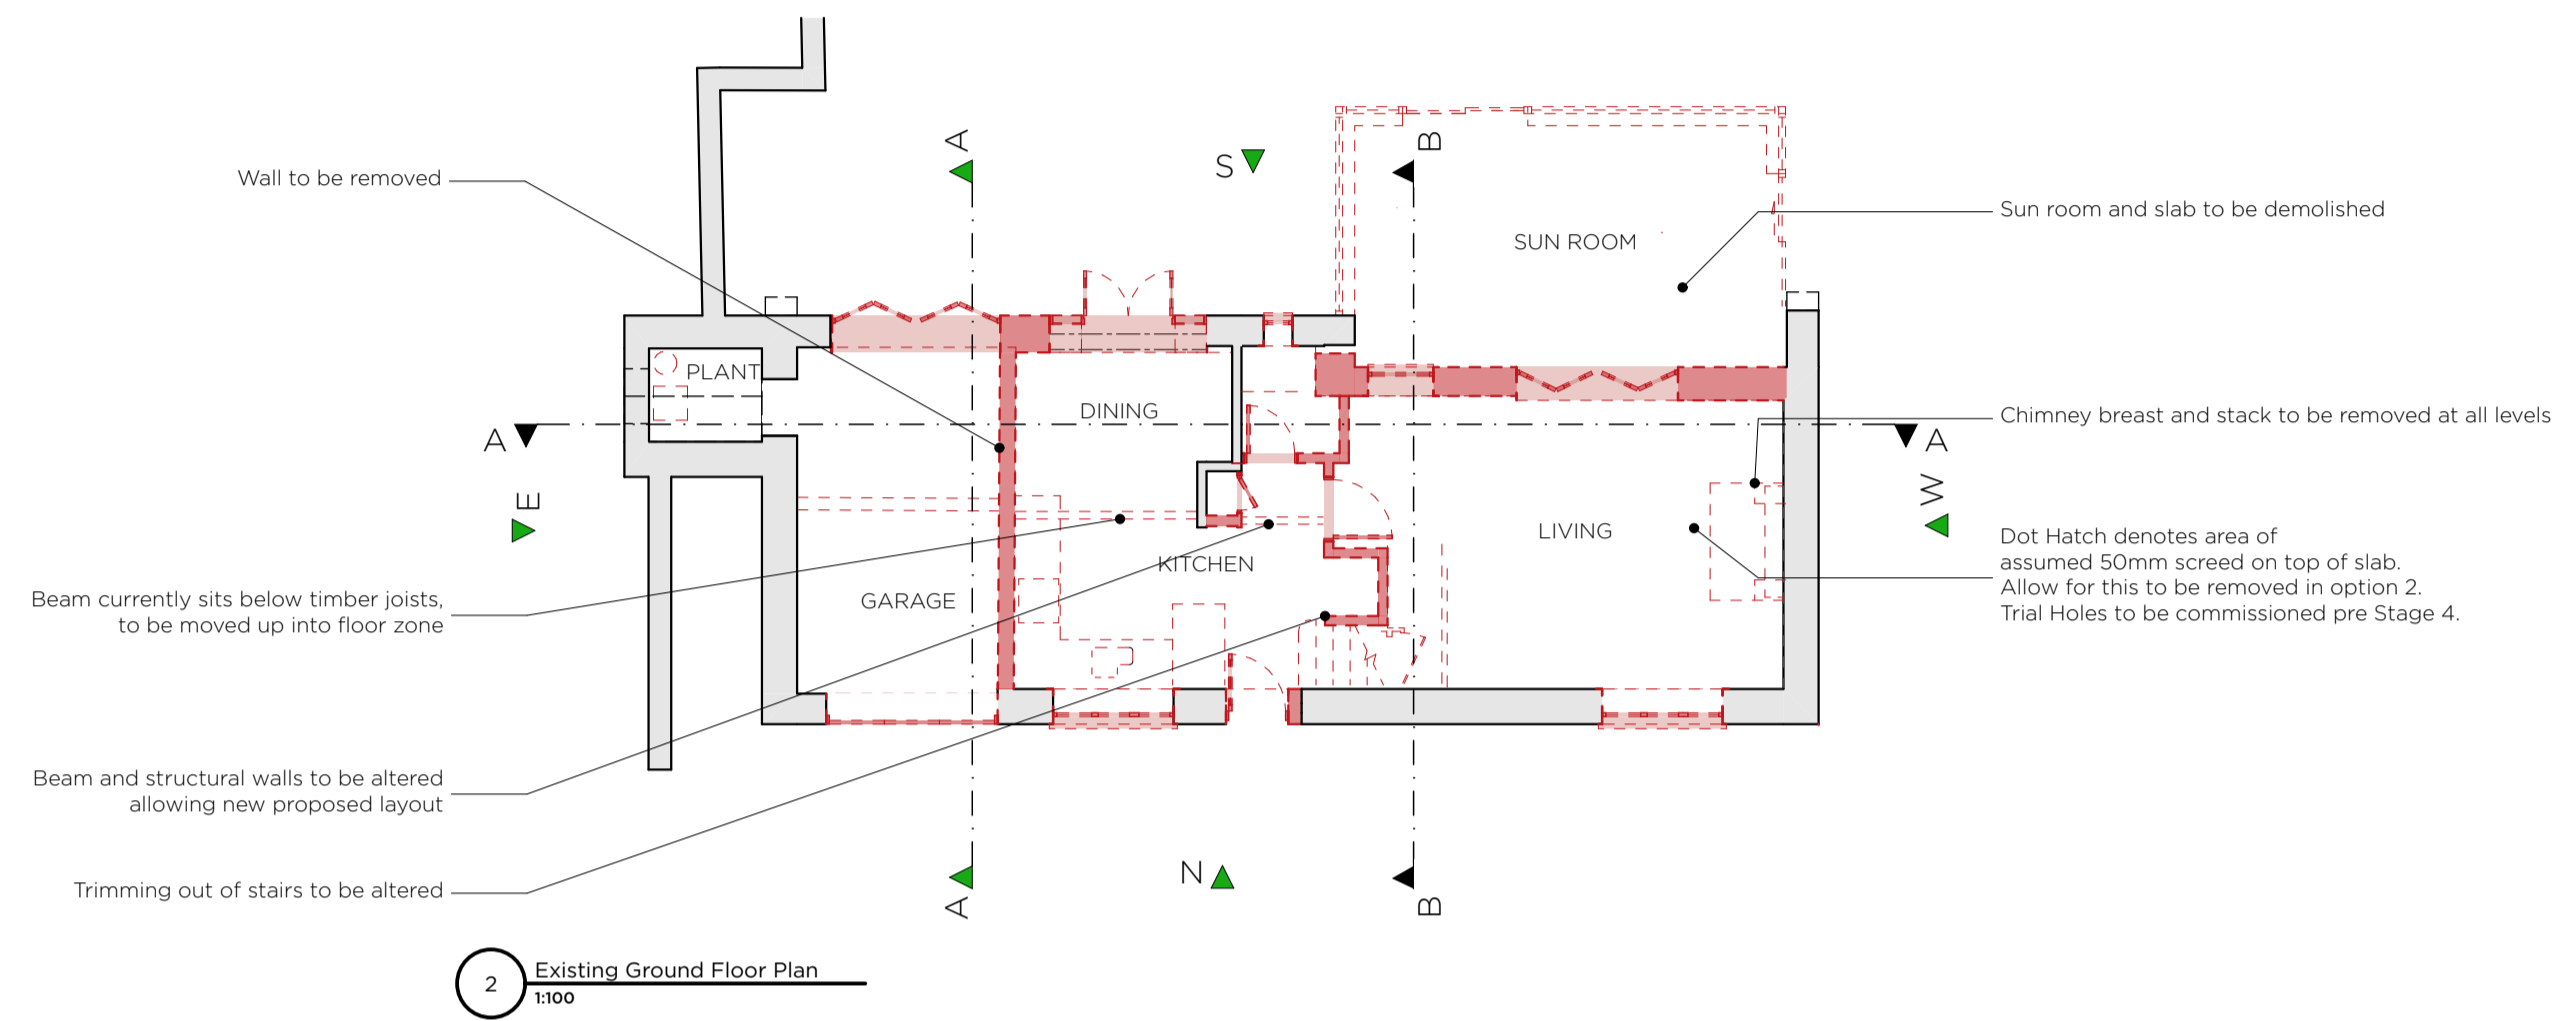 A
B
S
Wall to be removed
Sun room and slab to be demolished
SUN ROOM
PLANT
DINING
Chimney breast and stack to be removed at all levels
A
A
E
W
LIVING
Dot Hatch denotes area of
assumed 50mm screed on top of slab.
Allow for this to be removed in option 2.
Trial Holes to be commissioned pre Stage 4.
KITCHEN
GARAGE
Beam currently sits below timber joists,
to be moved up into floor zone
Beam and structural walls to be altered
allowing new proposed layout
Trimming out of stairs to be altered
N
A
B
2
Existing Ground Floor Plan
1:100